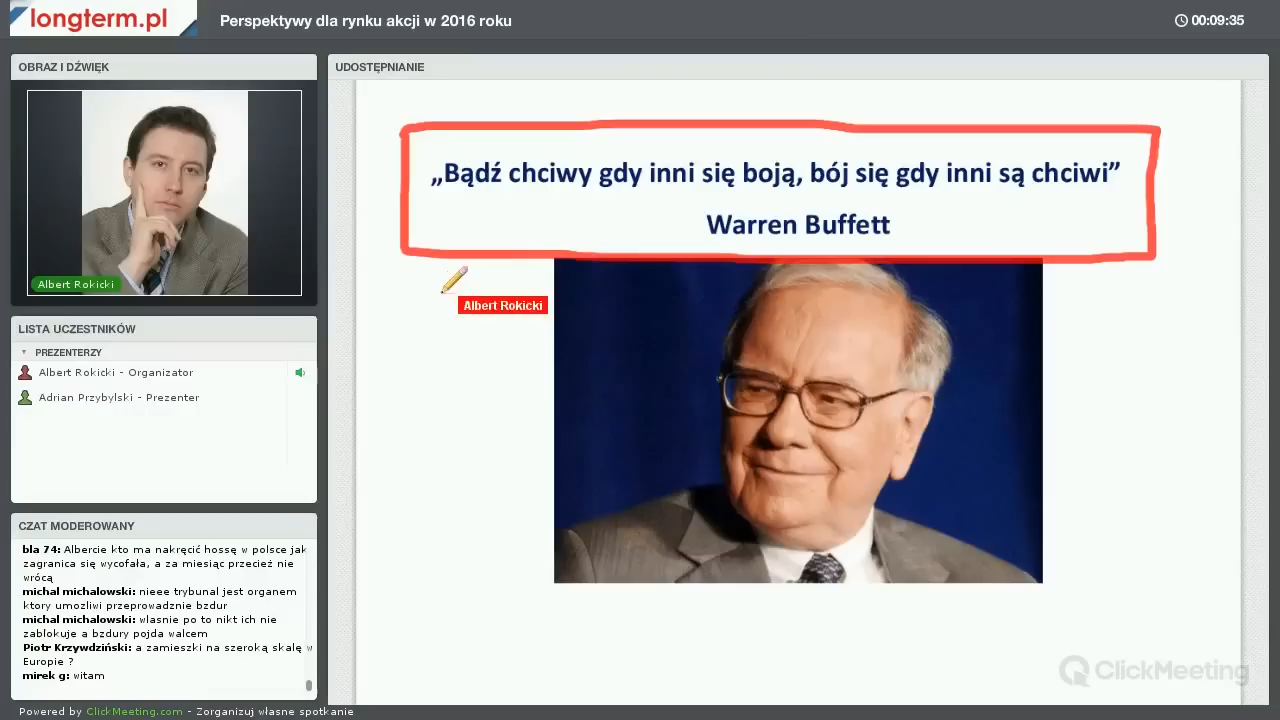 longterm.pl
Perspektywy dla rynku akcji w 2016 roku
00:09:35
OBRAZ I DŹWIĘK
Albert Rokicki
LISTA UCZESTNIKÓW
PREZENTERZY
Albert Rokicki - Organizator
Adrian Przybylski - Prezenter
CZAT MODEROWANY
bla 74: Albercie kto ma nakręcić hossę w polsce jak
zagranica się wycofała, a za miesiąc przecież nie
wrócą
michal michalowski: nieee trybunal jest organem
ktory umozliwi przeprowadznie bzdur
michal michalowski: wlasnie po to nikt ich nie
zablokuje a bzdury pojda walcem
Piotr Krzywdziński: a zamieszki na szeroką skalę w
Europie ?
mirek g: witam
UDOSTĘPNIANIE
„Bądź chciwy gdy inni się boją, bój się gdy inni są chciwi”
Warren Buffett
Albert Rokicki
ClickMeeting
Powered by ClickMeeting.com - Zorganizuj własne spotkanie